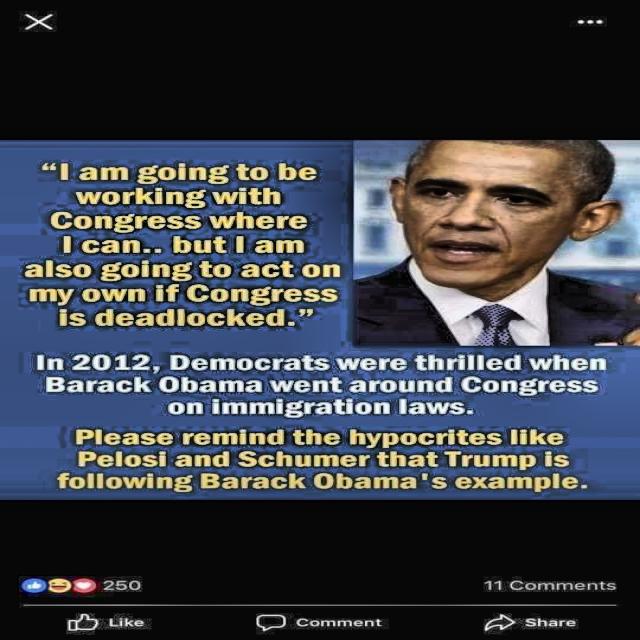 “I am going to be
working with
Congress where
I can.. but I am
also going to act on
my own if Congress
is deadlocked.”
In 2012, Democrats were thrilled when
Barack Obama went around Congress
on immigration laws.
Please remind the hypocrites like
Pelosi and Schumer that Trump is
following Barack Obama's example.
250
11 Comments
Like
Comment
Share